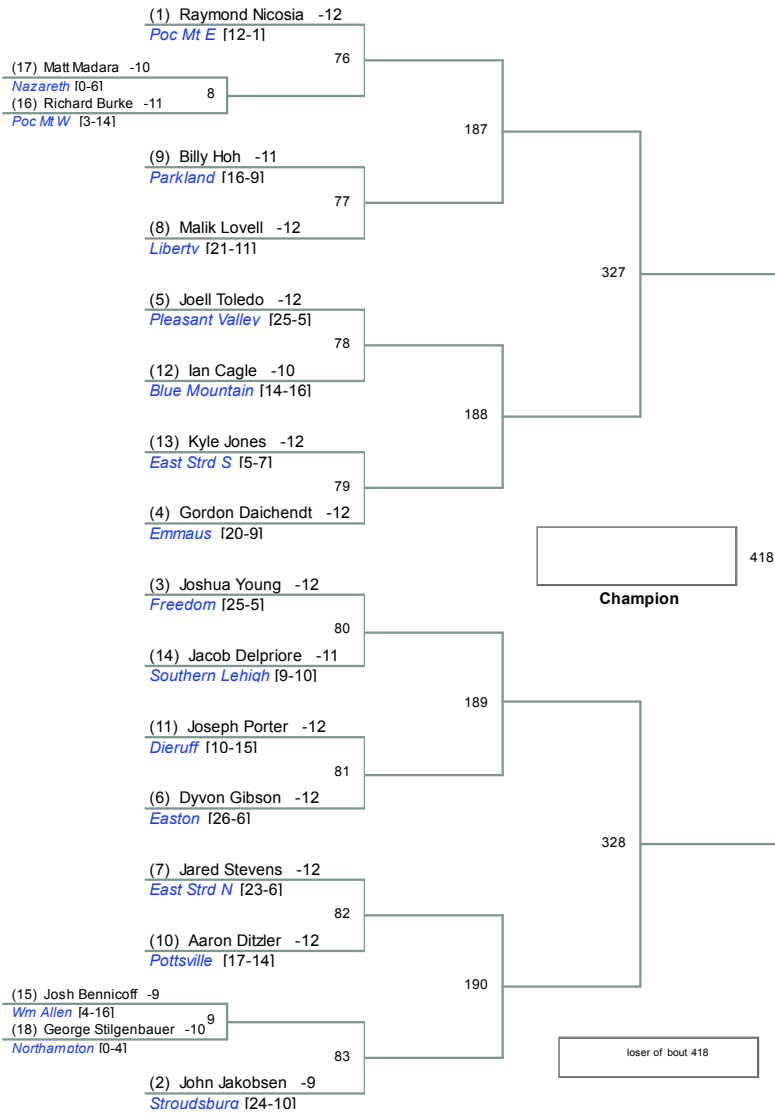 (1) Raymond Nicosia -12
Poc Mt E [12-1]
76
(17) Matt Madara -10
Nazareth [0-6]
8
(16) Richard Burke -11
Poc Mt W [3-14]
187
(9) Billy Hoh -11
Parkland [16-9]
77
(8) Malik Lovell -12
Liberty [21-11]
327
(5) Joell Toledo -12
Pleasant Valley [25-5]
78
(12) Ian Cagle -10
Blue Mountain [14-16]
188
(13) Kyle Jones -12
East Strd S [5-7]
79
(4) Gordon Daichendt -12
Emmaus [20-9]
418
Champion
(3) Joshua Young -12
Freedom [25-5]
80
(14) Jacob Delpriore -11
Southern Lehigh [9-10]
189
(11) Joseph Porter -12
Dieruff [10-15]
81
(6) Dyvon Gibson -12
Easton [26-6]
328
(7) Jared Stevens -12
East Strd N [23-6]
82
(10) Aaron Ditzler -12
Pottsville [17-14]
190
(15) Josh Bennicoff -9
Wm Allen [4-16]
9
(18) George Stilgenbauer -10
Northampton [0-4]
83
loser of bout 418
(2) John Jakobsen -9
Stroudsburg [24-10]